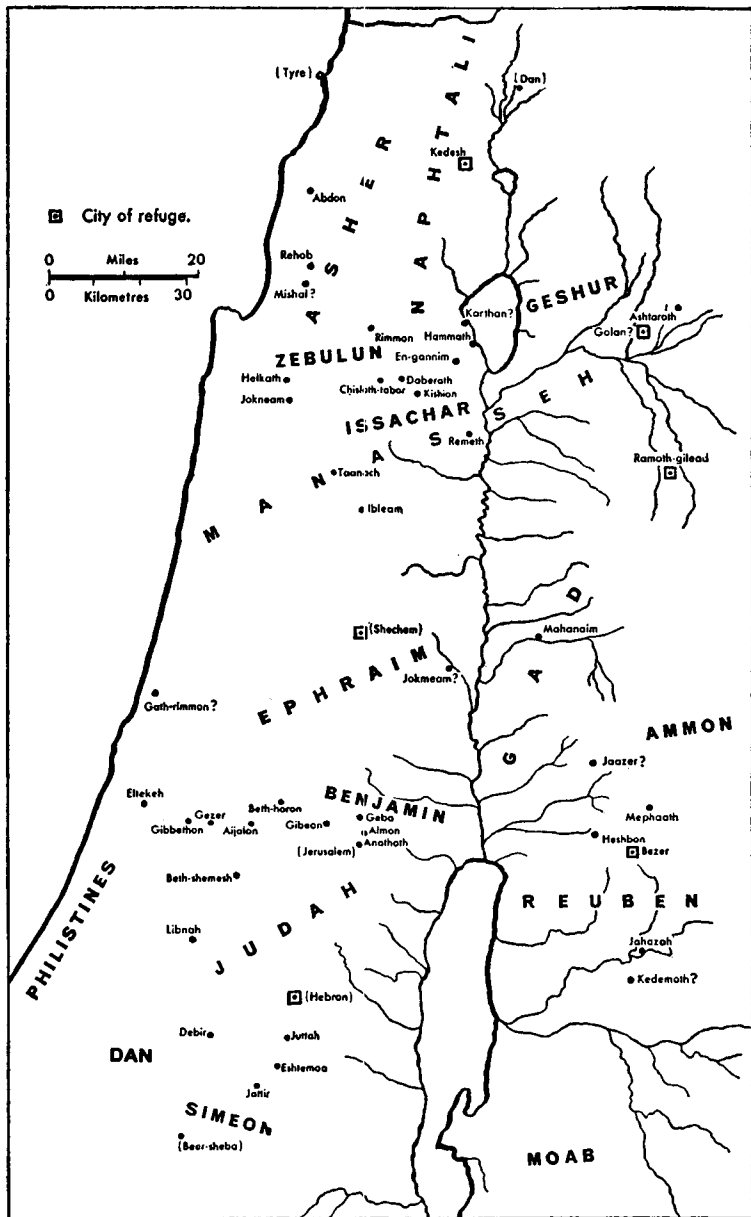 (Tyre)
(Dan)
NAPHTALI
Kedesh
ASHER
Abdon
City of refuge.
0 Miles 20
0 Kilometres 30
Rehob
Mishal?
GESHUR
Karthan?
Ashtaroth
Golan?
Rimmon
Hammath
ZEBULUN
En-gannim
Helkath
Chisloth-tabor
Daberath
Jokneam
Kishion
ISSACHAR
MANASSEH
Remeth
Taanach
Ramoth-gilead
Ibleam
(Shechem)
GAD
Mahanaim
EPHRAIM
Jokmeam?
Gath-rimmon?
AMMON
Jaazer?
Eltekeh
Beth-horon
BENJAMIN
Gezer
Geba
Mephaath
Gibbethon
Aijalon
Gibeon
Almon
Heshbon
(Jerusalem)
Anathoth
Bezer
Beth-shemesh
JUDAH
REUBEN
PHILISTINES
Libnah
Jahazah
Kedemoth?
(Hebron)
Debir
Juttah
DAN
Eshtemoa
Jattir
SIMEON
(Beer-sheba)
MOAB